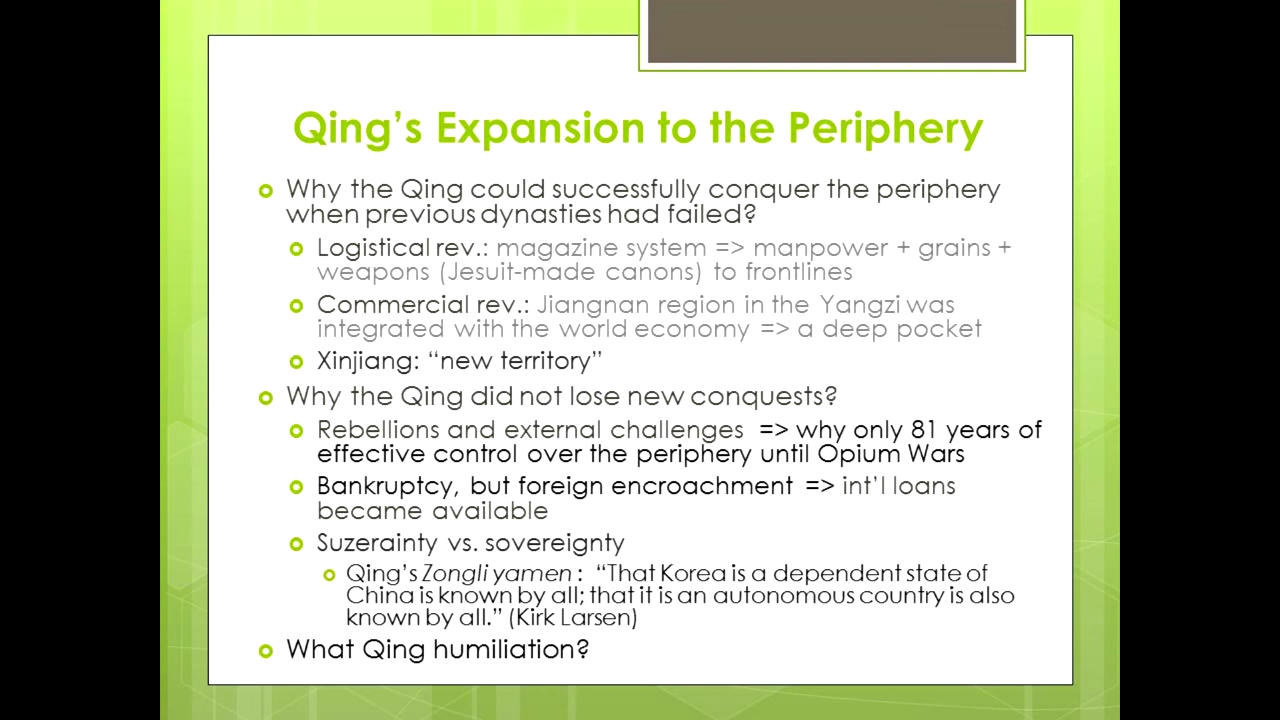 Qing’s Expansion to the Periphery
Why the Qing could successfully conquer the periphery
when previous dynasties had failed?
Logistical rev.: magazine system => manpower + grains +
weapons (Jesuit-made canons) to frontlines
Commercial rev.: Jiangnan region in the Yangzi was
integrated with the world economy => a deep pocket
Xinjiang: “new territory”
Why the Qing did not lose new conquests?
Rebellions and external challenges => why only 81 years of
effective control over the periphery until Opium Wars
Bankruptcy, but foreign encroachment => int’l loans
became available
Suzerainty vs. sovereignty
Qing’s Zongli yamen : “That Korea is a dependent state of
China is known by all; that it is an autonomous country is also
known by all.” (Kirk Larsen)
What Qing humiliation?